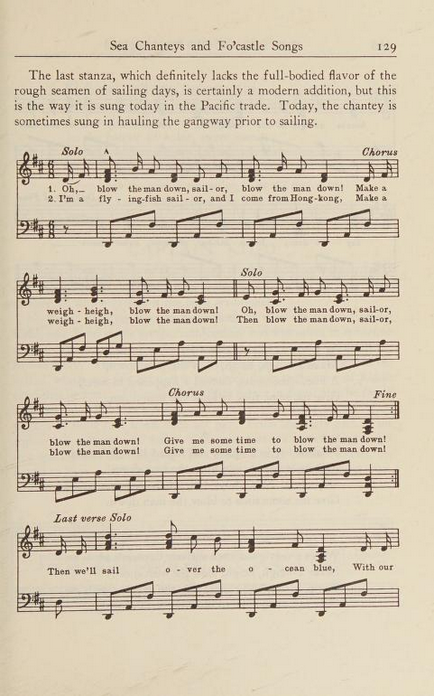 Sea Chanteys and Fo'castle Songs 129
The last stanza, which definitely lacks the full-bodied flavor of the
rough seamen of sailing days, is certainly a modern addition, but this
is the way it is sung today in the Pacific trade. Today, the chantey is
sometimes sung in hauling the gangway prior to sailing.
Solo Chorus
1. Oh,_ blow the man down, sail-or, blow the man down! Make a
2. I'm a fly - ing-fish sail - or, and I come from Hong-kong, Make a
Solo
weigh - heigh, blow the man down! Oh, blow the man down, sail-or,
weigh - heigh, blow the man down! Then blow the man down, sail-or,
Chorus Fine
blow the man down! Give me some time to blow the man down!
blow the man down! Give me some time to blow the man down!
Last verse Solo
Then we'll sail o - ver the o - cean blue, With our